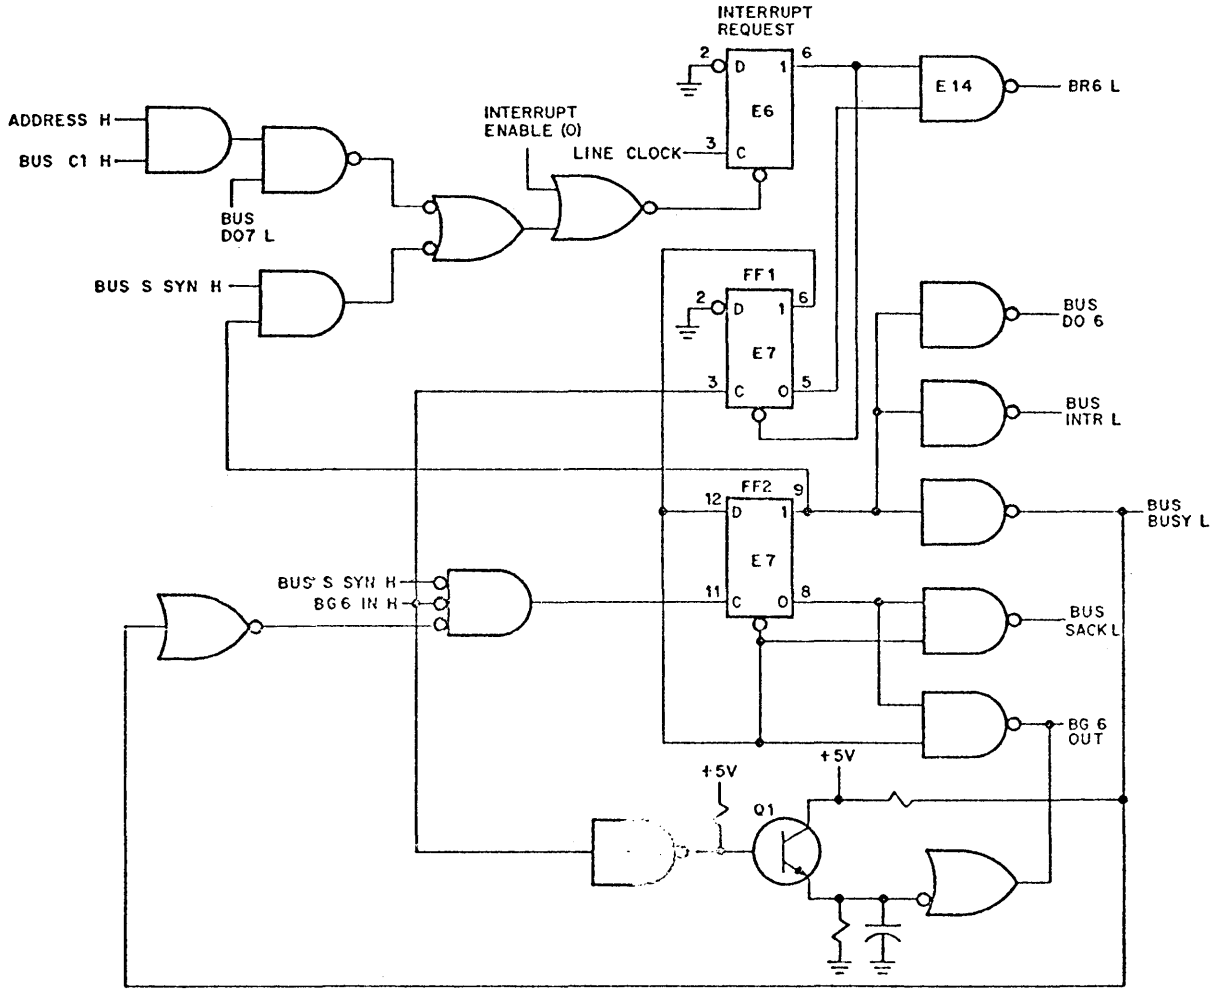 INTERRUPT
REQUEST
2
D
1
6
E6
3
C
LINE CLOCK
E14
BR6 L
ADDRESS H
BUS C1 H
BUS
DO7 L
INTERRUPT
ENABLE (0)
BUS S SYN H
FF1
2
D
1
6
E7
3
C
0
5
BUS
DO 6
BUS
INTR L
FF2
12
D
1
9
E7
11
C
0
8
BUS
BUSY L
BUS' S SYN H
BG6 IN H
BUS
SACK L
BG 6
OUT
+5V
+5V
Q1